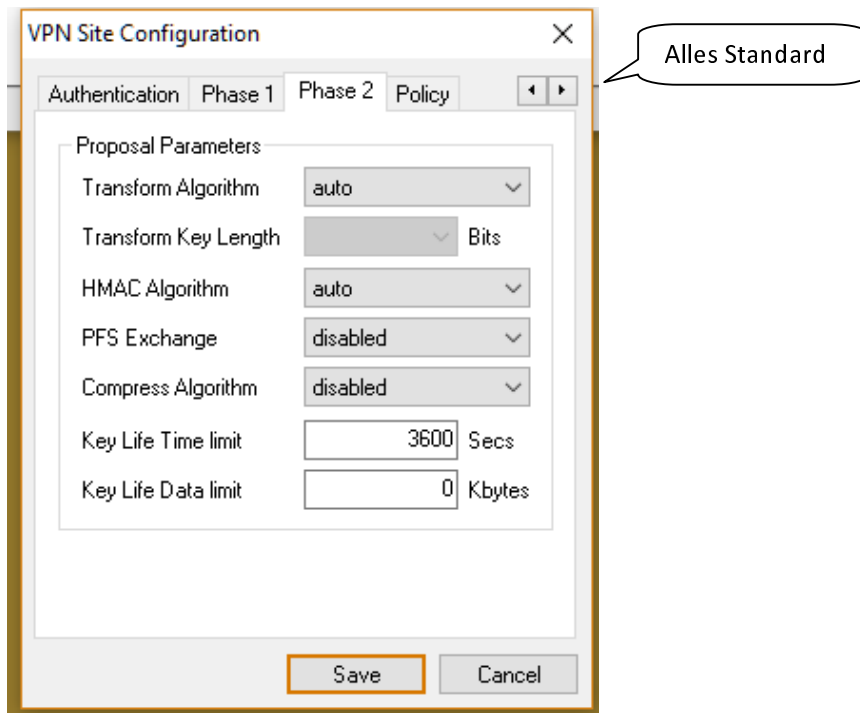 VPN Site Configuration
Alles Standard
Authentication Phase 1 Phase 2 Policy
Proposal Parameters
Transform Algorithm auto
Transform Key Length Bits
HMAC Algorithm auto
PFS Exchange disabled
Compress Algorithm disabled
Key Life Time limit 3600 Secs
Key Life Data limit 0 Kbytes
Save Cancel